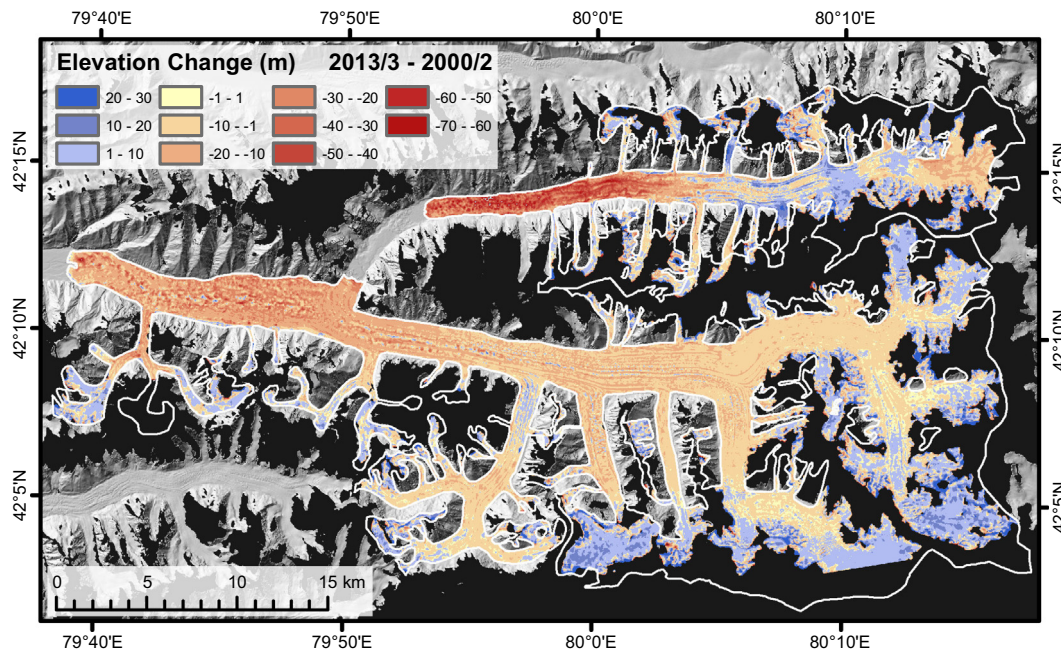 79°40'E 79°50'E 80°0'E 80°10'E
Elevation Change (m) 2013/3 - 2000/2
20 - 30 -1 - 1 -30 - -20 -60 - -50
10 - 20 -10 - -1 -40 - -30 -70 - -60
1 - 10 -20 - -10 -50 - -40
42°15'N 42°15'N
42°10'N 42°10'N
42°5'N 42°5'N
0 5 10 15 km
79°40'E 79°50'E 80°0'E 80°10'E